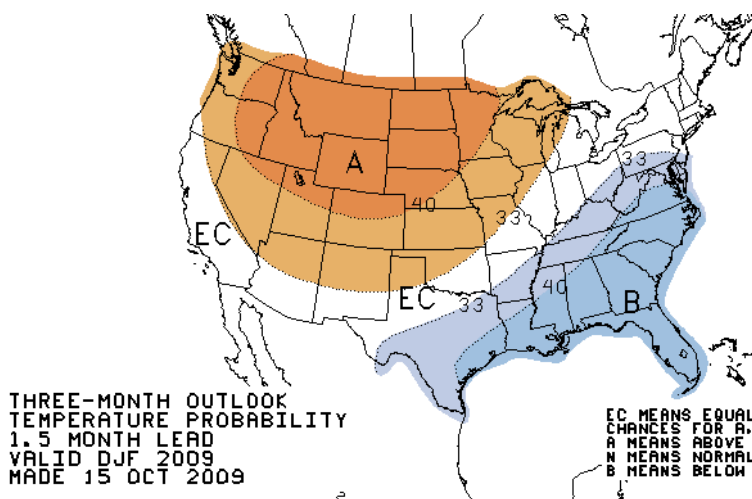 33
A
40
33
EC
EC
33
40
B
THREE-MONTH OUTLOOK
TEMPERATURE PROBABILITY
1.5 MONTH LEAD
VALID DJF 2009
MADE 15 OCT 2009
EC MEANS EQUAL
CHANCES FOR A,
A MEANS ABOVE
N MEANS NORMAL
B MEANS BELOW